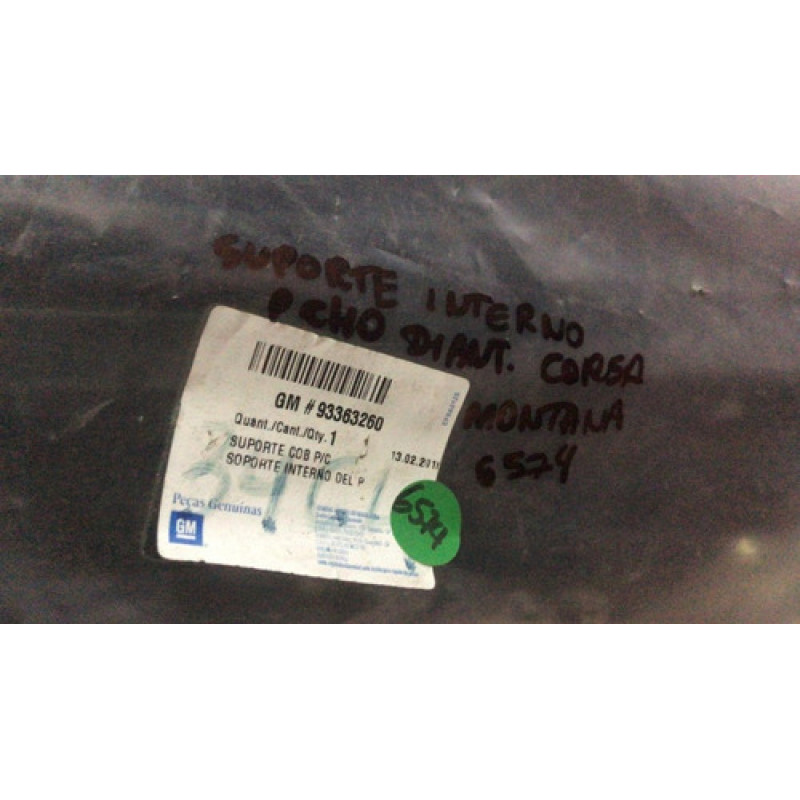 SUPORTE INTERNO
PCHO DIANT. CORSA
MONTANA
6574
GM # 93363260
Quant./Cant./Qty. 1
13.02.201
SUPORTE COB P/C
SOPORTE INTERNO DEL P
Peças Genuínas
GM
6574